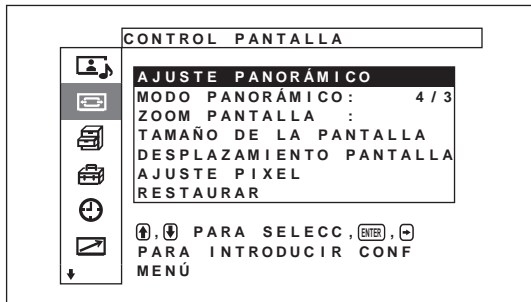 CONTROL PANTALLA
AJUSTE PANORÁMICO
MODO PANORÁMICO: 4/3
ZOOM PANTALLA :
TAMAÑO DE LA PANTALLA
DESPLAZAMIENTO PANTALLA
AJUSTE PIXEL
RESTAURAR
, PARA SELECC, ENTER,
PARA INTRODUCIR CONF
MENÚ